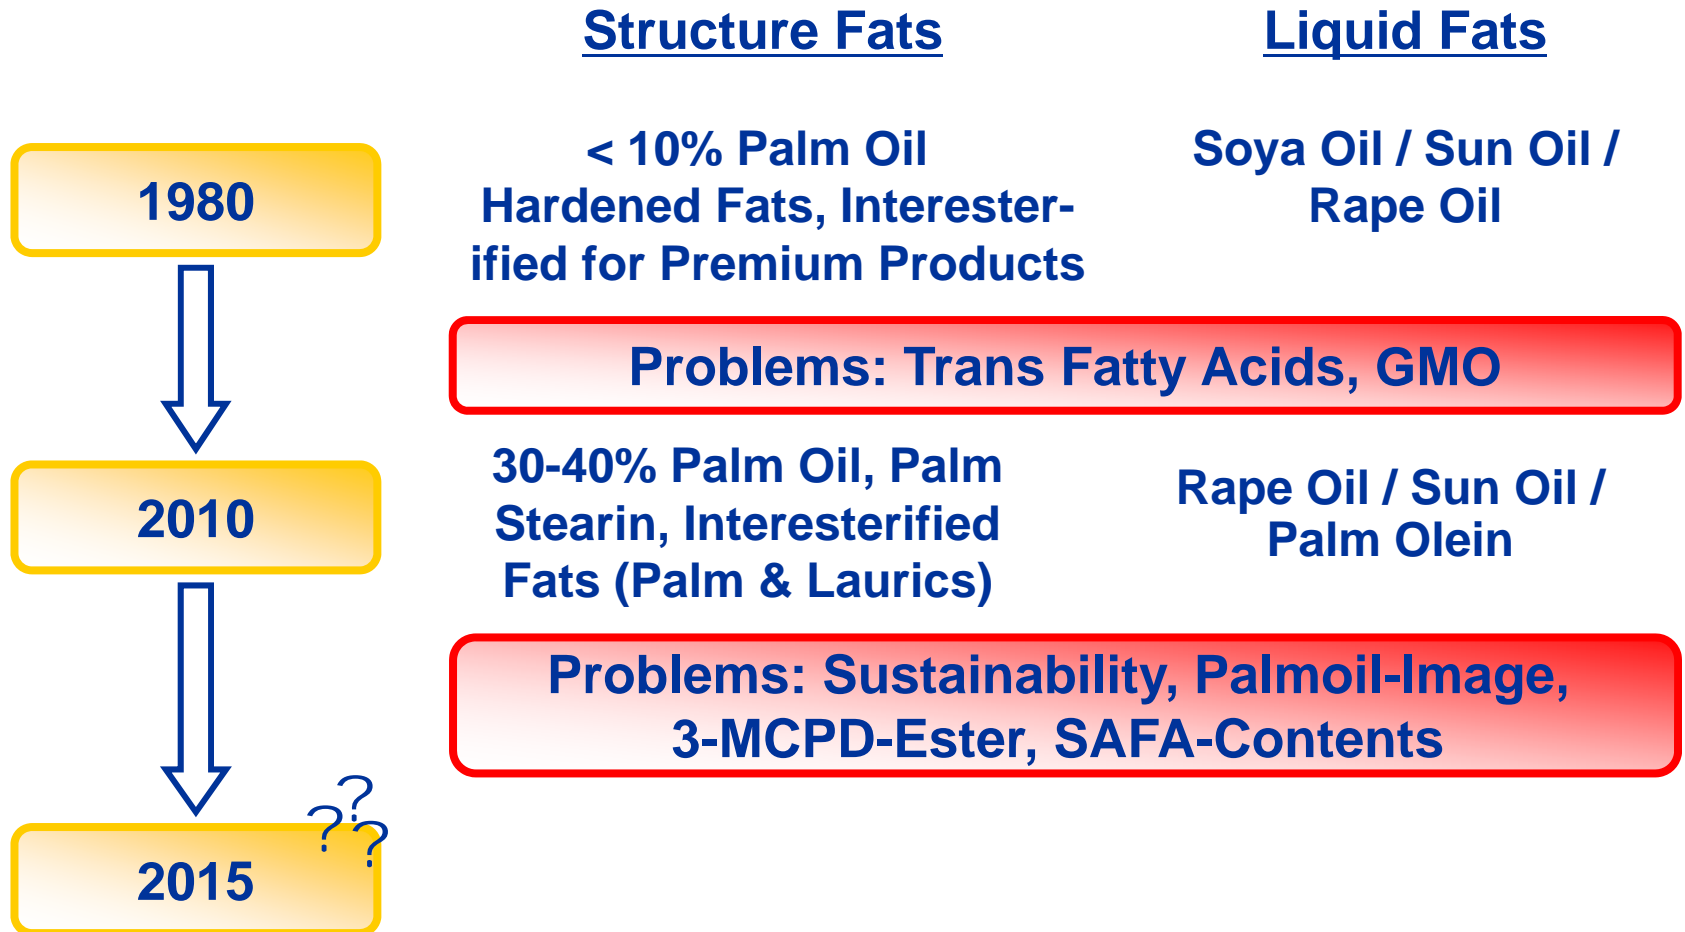 Structure Fats
Liquid Fats
1980
< 10% Palm Oil
Hardened Fats, Interester-
ified for Premium Products
Soya Oil / Sun Oil /
Rape Oil
Problems: Trans Fatty Acids, GMO
2010
30-40% Palm Oil, Palm
Stearin, Interesterified
Fats (Palm & Laurics)
Rape Oil / Sun Oil /
Palm Olein
Problems: Sustainability, Palmoil-Image,
3-MCPD-Ester, SAFA-Contents
???
2015